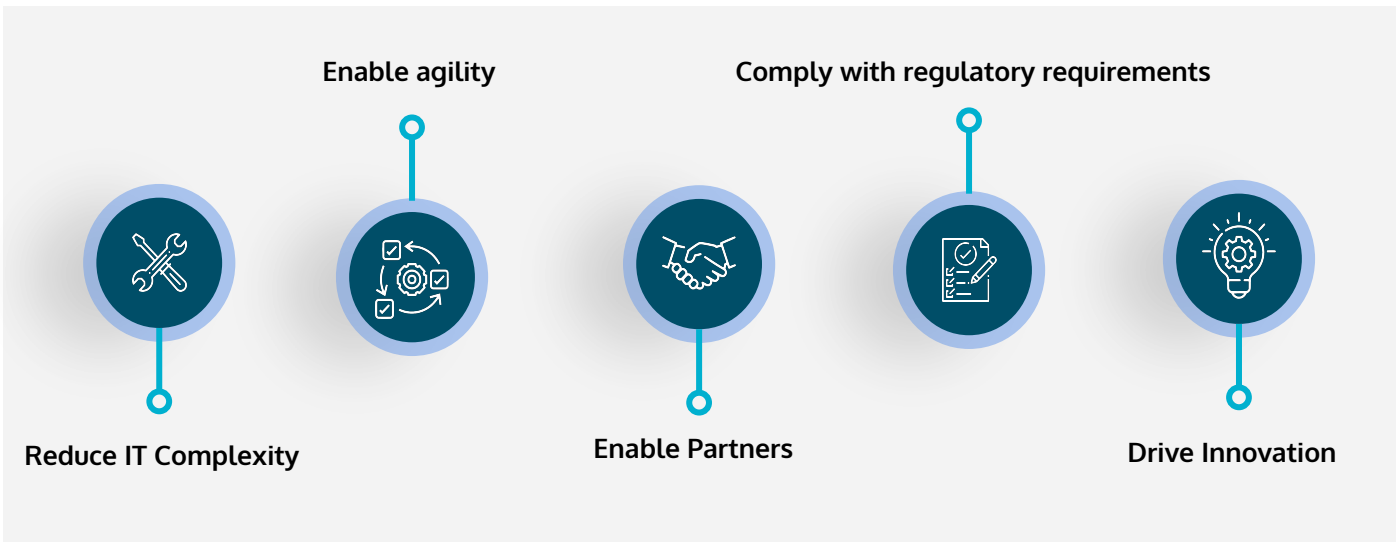 Enable agility
Comply with regulatory requirements
Reduce IT Complexity
Enable Partners
Drive Innovation